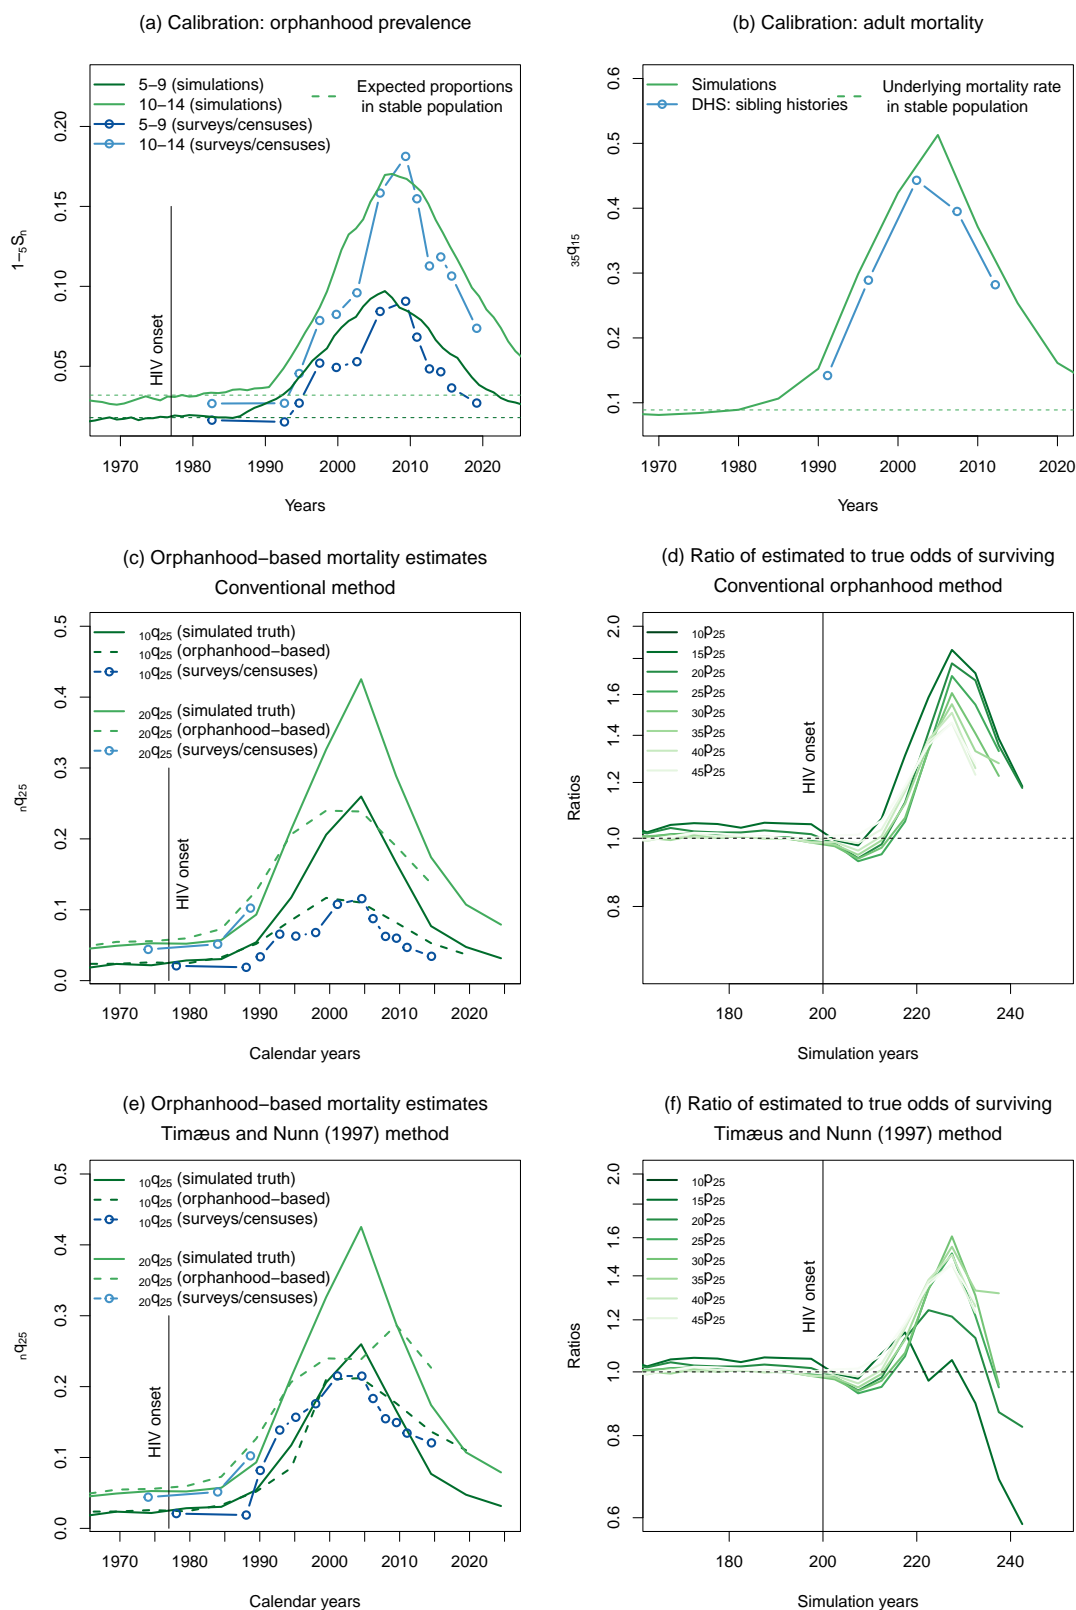 (a) Calibration: orphanhood prevalence
5−9 (simulations)
10−14 (simulations)
5−9 (surveys/censuses)
10−14 (surveys/censuses)
Expected proportions
in stable population
HIV onset
1−₅Sₙ
0.05 0.10 0.15 0.20
1970 1980 1990 2000 2010 2020
Years
(b) Calibration: adult mortality
Simulations
DHS: sibling histories
Underlying mortality rate
in stable population
₃₅q₁₅
0.1 0.2 0.3 0.4 0.5 0.6
1970 1980 1990 2000 2010 2020
Years
(c) Orphanhood−based mortality estimates
Conventional method
₁₀q₂₅ (simulated truth)
₁₀q₂₅ (orphanhood−based)
₁₀q₂₅ (surveys/censuses)
₂₀q₂₅ (simulated truth)
₂₀q₂₅ (orphanhood−based)
₂₀q₂₅ (surveys/censuses)
HIV onset
ₙq₂₅
0.0 0.1 0.2 0.3 0.4 0.5
1970 1980 1990 2000 2010 2020
Calendar years
(d) Ratio of estimated to true odds of surviving
Conventional orphanhood method
₁₀p₂₅
₁₅p₂₅
₂₀p₂₅
₂₅p₂₅
₃₀p₂₅
₃₅p₂₅
₄₀p₂₅
₄₅p₂₅
HIV onset
Ratios
0.8 1.0 1.2 1.4 1.6 2.0
180 200 220 240
Simulation years
(e) Orphanhood−based mortality estimates
Timæus and Nunn (1997) method
₁₀q₂₅ (simulated truth)
₁₀q₂₅ (orphanhood−based)
₁₀q₂₅ (surveys/censuses)
₂₀q₂₅ (simulated truth)
₂₀q₂₅ (orphanhood−based)
₂₀q₂₅ (surveys/censuses)
HIV onset
ₙq₂₅
0.0 0.1 0.2 0.3 0.4 0.5
1970 1980 1990 2000 2010 2020
Calendar years
(f) Ratio of estimated to true odds of surviving
Timæus and Nunn (1997) method
₁₀p₂₅
₁₅p₂₅
₂₀p₂₅
₂₅p₂₅
₃₀p₂₅
₃₅p₂₅
₄₀p₂₅
₄₅p₂₅
HIV onset
Ratios
0.6 0.8 1.0 1.2 1.4 1.6 2.0
180 200 220 240
Simulation years